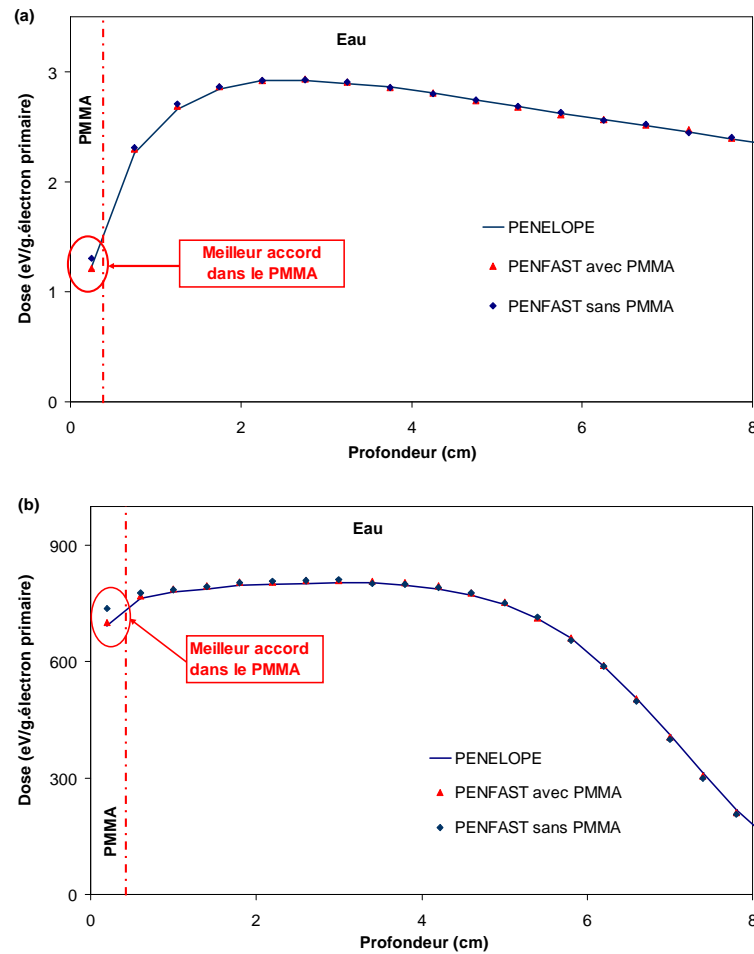 (a)
Eau
Dose (eV/g.électron primaire)
3
2
1
0
PMMA
Meilleur accord
dans le PMMA
PENELOPE
PENFAST avec PMMA
PENFAST sans PMMA
0
2
4
6
8
Profondeur (cm)
(b)
Eau
Dose (eV/g.électron primaire)
900
600
300
0
Meilleur accord
dans le PMMA
PMMA
PENELOPE
PENFAST avec PMMA
PENFAST sans PMMA
0
2
4
6
8
Profondeur (cm)